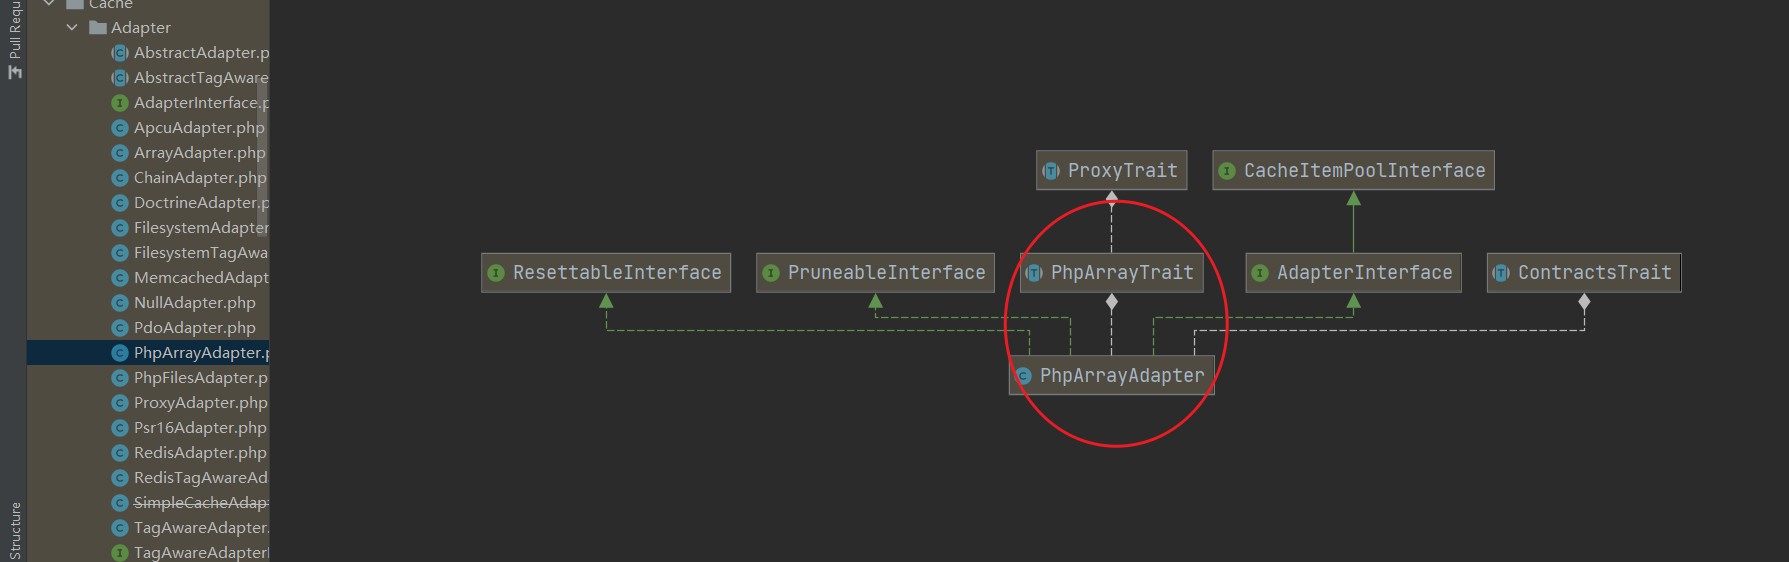 Pull Requ
Cache
Adapter
AbstractAdapter.p
AbstractTagAware
AdapterInterface.p
ApcuAdapter.php
ArrayAdapter.php
ChainAdapter.php
DoctrineAdapter.p
FilesystemAdapter
FilesystemTagAwa
MemcachedAdapt
NullAdapter.php
PdoAdapter.php
PhpArrayAdapter.p
PhpFilesAdapter.p
ProxyAdapter.php
Psr16Adapter.php
RedisAdapter.php
RedisTagAwareAd
SimpleCacheAdapt
TagAwareAdapter.
TagAwareAdapterI
Structure
ProxyTrait
CacheItemPoolInterface
ResettableInterface
PruneableInterface
PhpArrayTrait
AdapterInterface
ContractsTrait
PhpArrayAdapter